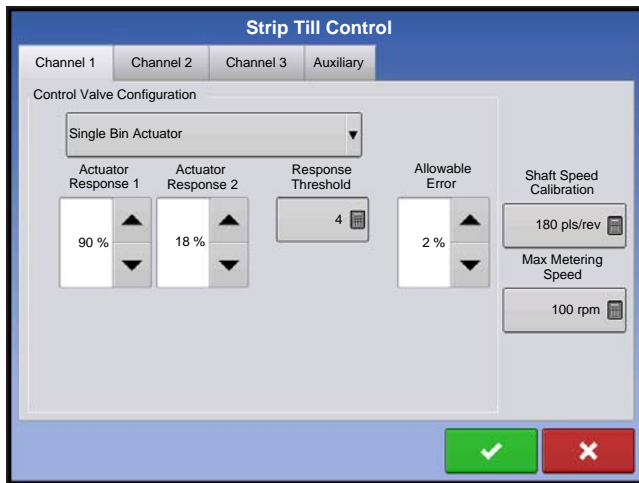 Strip Till Control
Channel 1 Channel 2 Channel 3 Auxiliary
Control Valve Configuration
Single Bin Actuator
Actuator Response 1
Actuator Response 2
Response Threshold
Allowable Error
90 %
18 %
4
2 %
Shaft Speed Calibration
180 pls/rev
Max Metering Speed
100 rpm